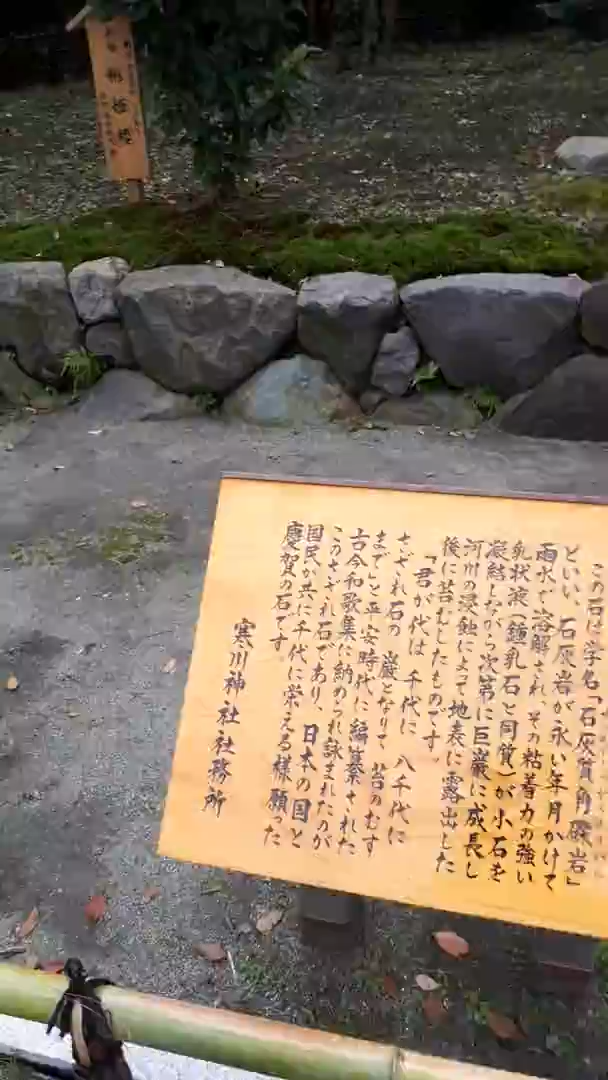 この石は学名「石灰質角礫岩」
といい、石灰岩が永い年月かけて
雨水で溶解され、その粘着力の強い
乳状液(鍾乳石と同質)が小石を
凝結しながら次第に巨巌に成長し
河川の浸蝕によって地表に露出した
後に苔むしたものです。
「君が代は 千代に 八千代に
さざれ石の 巌となりて 苔のむす
まで」と平安時代に編纂された
古今和歌集に納められ詠まれたのが
このさざれ石であり、日本の国と
国民が共に千代に栄える様願った
慶賀の石です。
寒川神社社務所